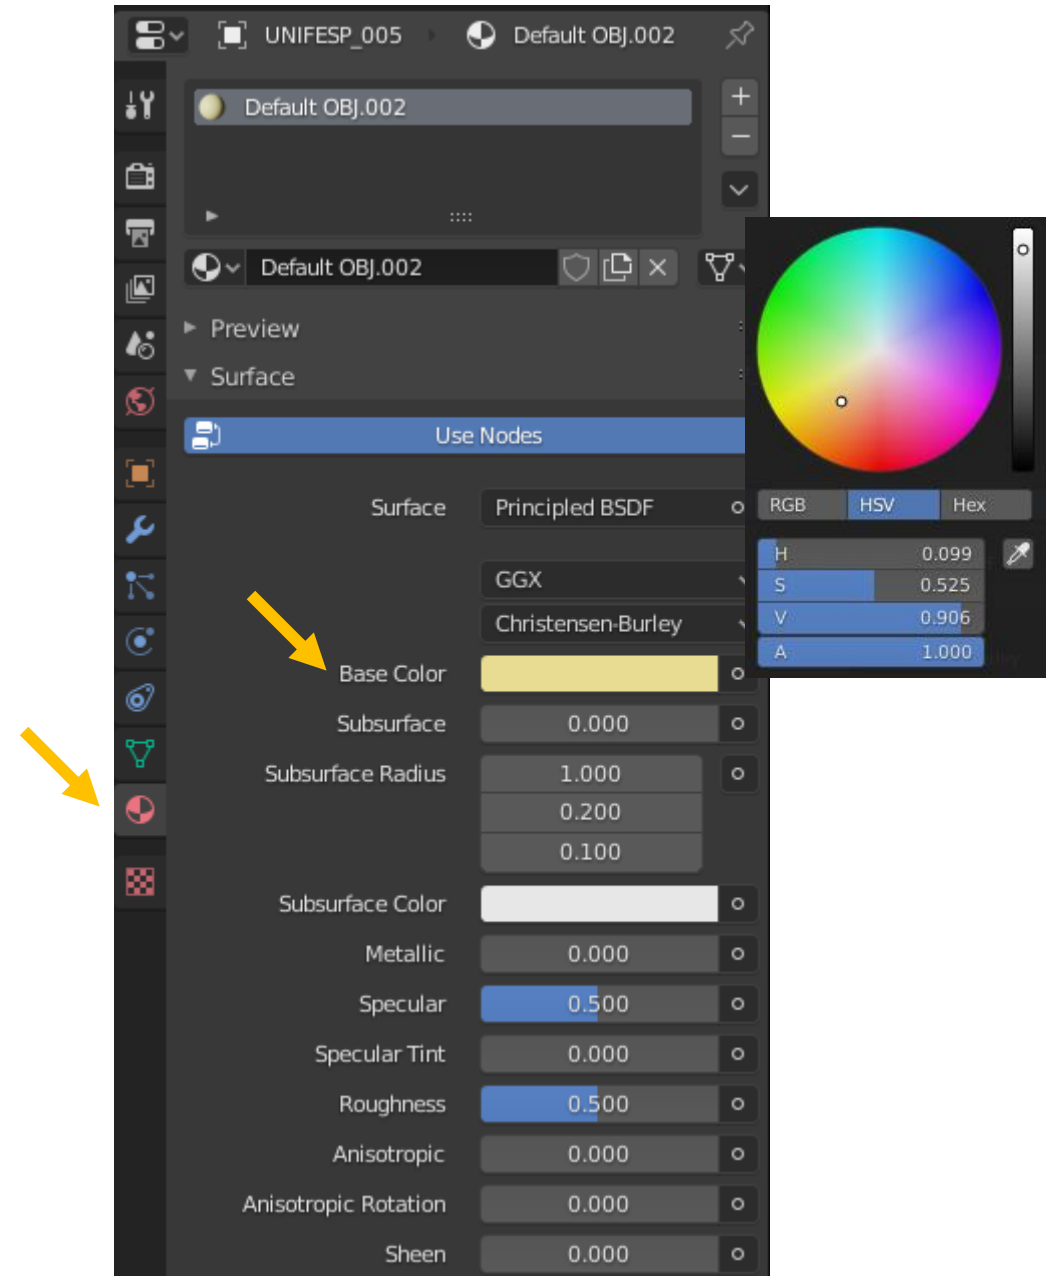 UNIFESP_005 Default OBJ.002
Default OBJ.002
Default OBJ.002
Preview
Surface
Use Nodes
Surface Principled BSDF
GGX
Christensen-Burley
Base Color
Subsurface 0.000
Subsurface Radius 1.000
0.200
0.100
Subsurface Color
Metallic 0.000
Specular 0.500
Specular Tint 0.000
Roughness 0.500
Anisotropic 0.000
Anisotropic Rotation 0.000
Sheen 0.000
RGB HSV Hex
H 0.099
S 0.525
V 0.906
A 1.000